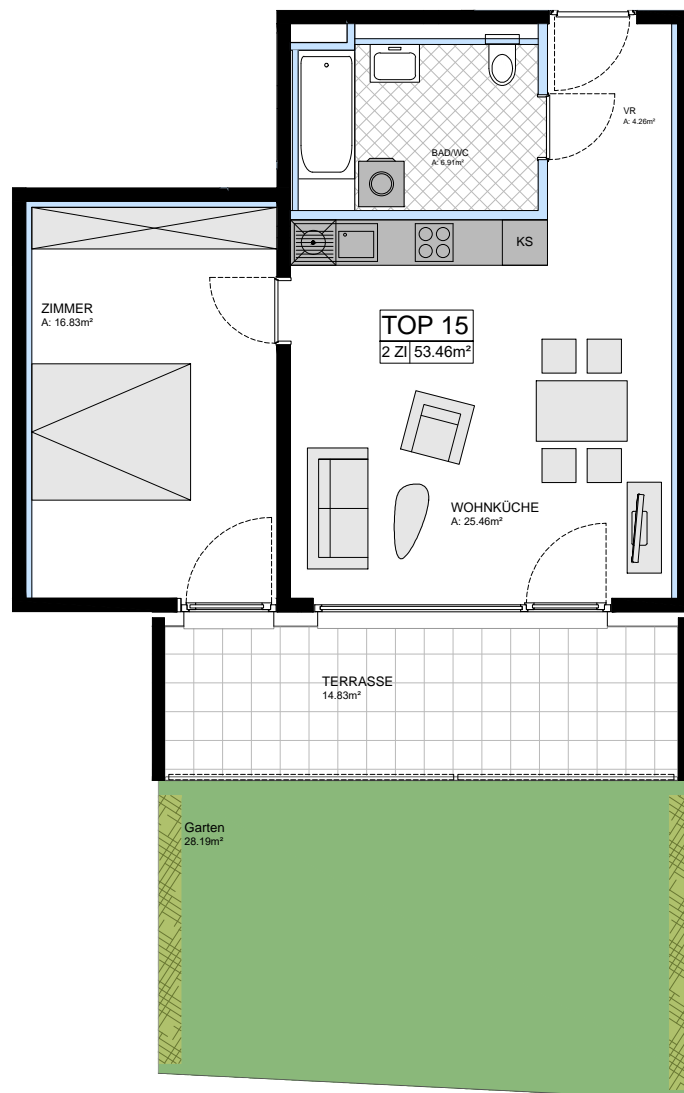 VR
A: 4.26m²
BAD/WC
A: 6.91m²
KS
ZIMMER
A: 16.83m²
TOP 15
2 ZI 53.46m²
WOHNKÜCHE
A: 25.46m²
TERRASSE
14.83m²
Garten
28.19m²